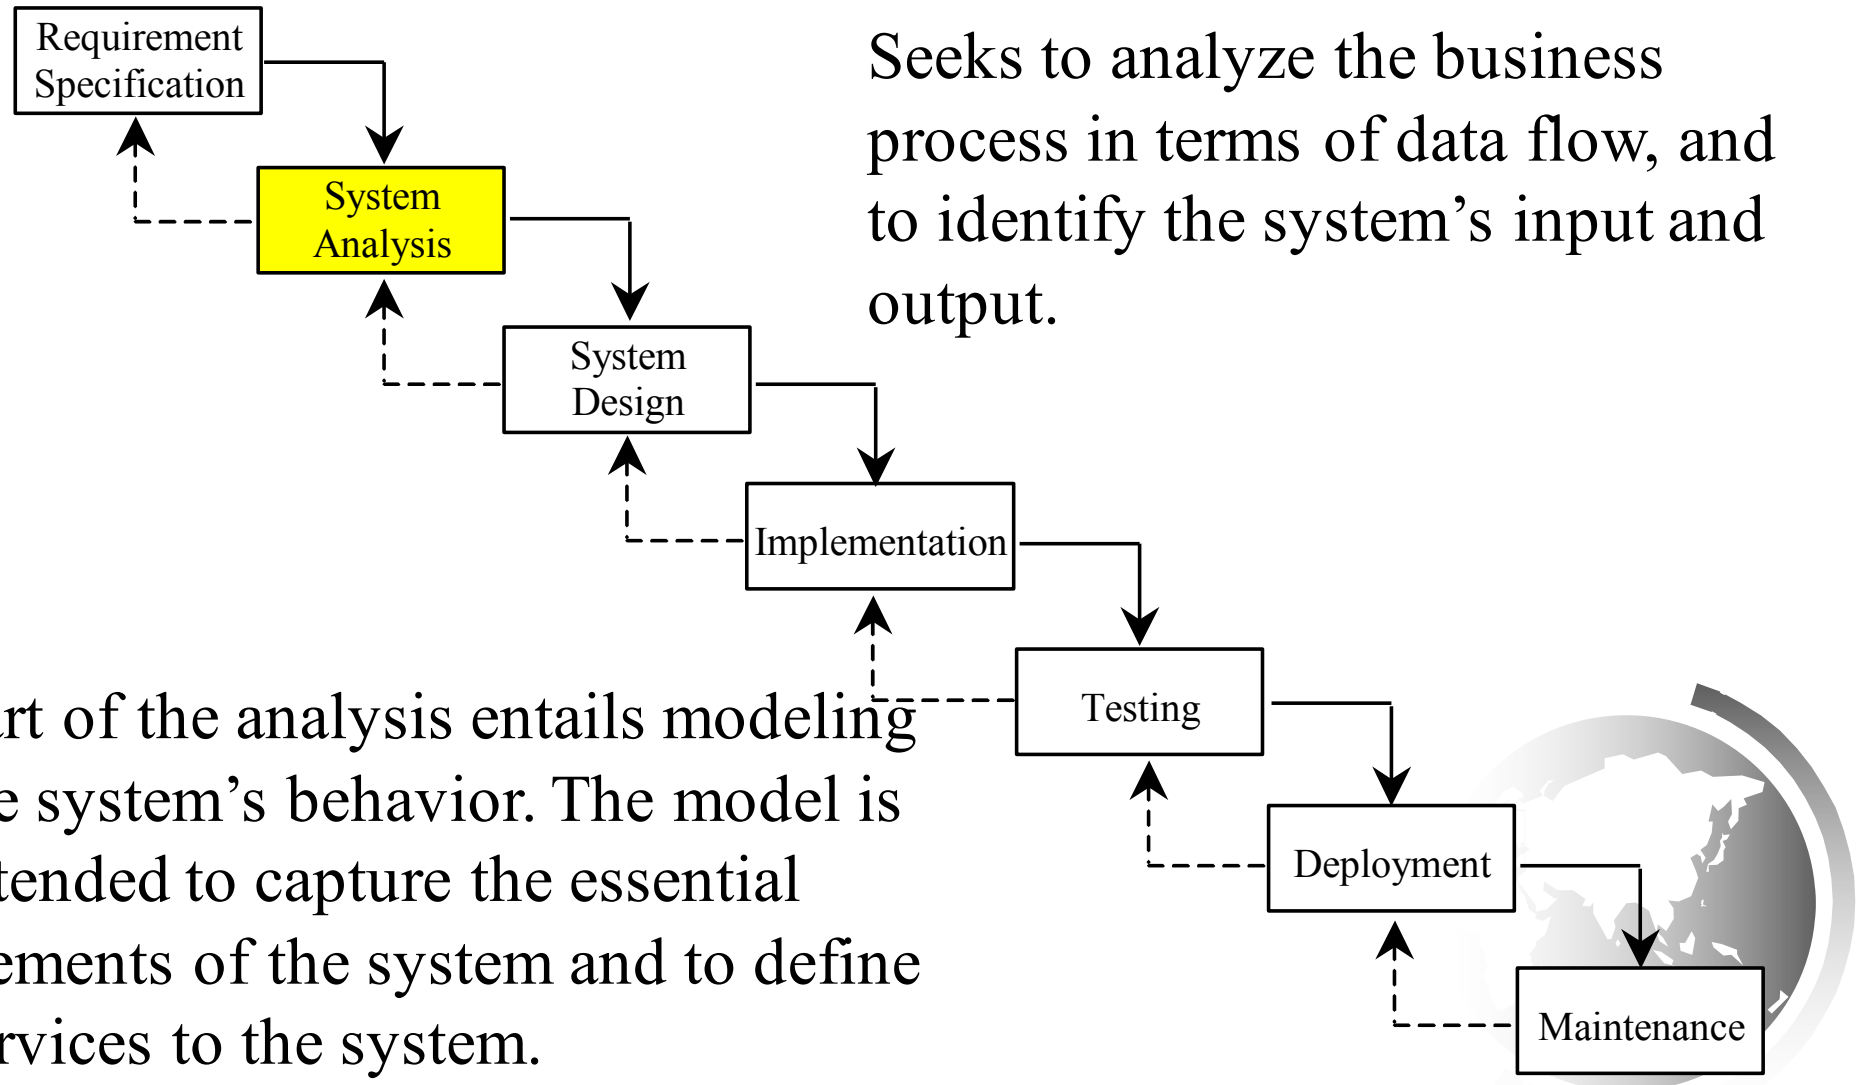 Requirement
Specification
Seeks to analyze the business
process in terms of data flow, and
to identify the system’s input and
output.
System
Analysis
System
Design
Implementation
Testing
art of the analysis entails modeling
e system’s behavior. The model is
tended to capture the essential
ements of the system and to define
rvices to the system.
Deployment
Maintenance